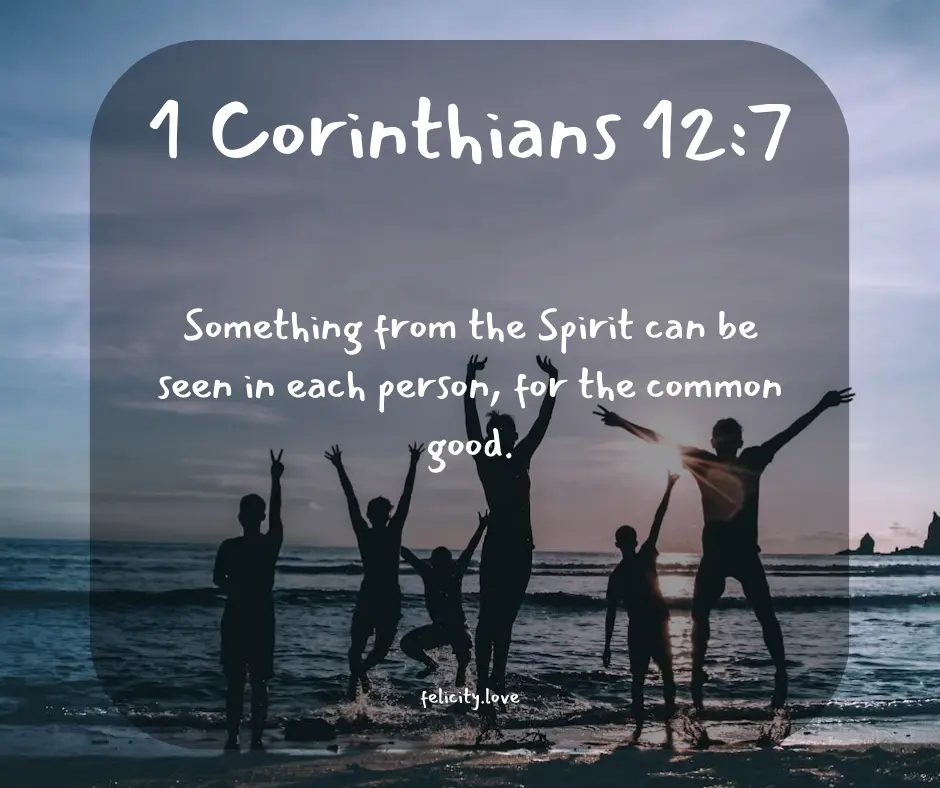 1 Corinthians 12:7
Something from the Spirit can be
seen in each person, for the common
good.
felicity.love